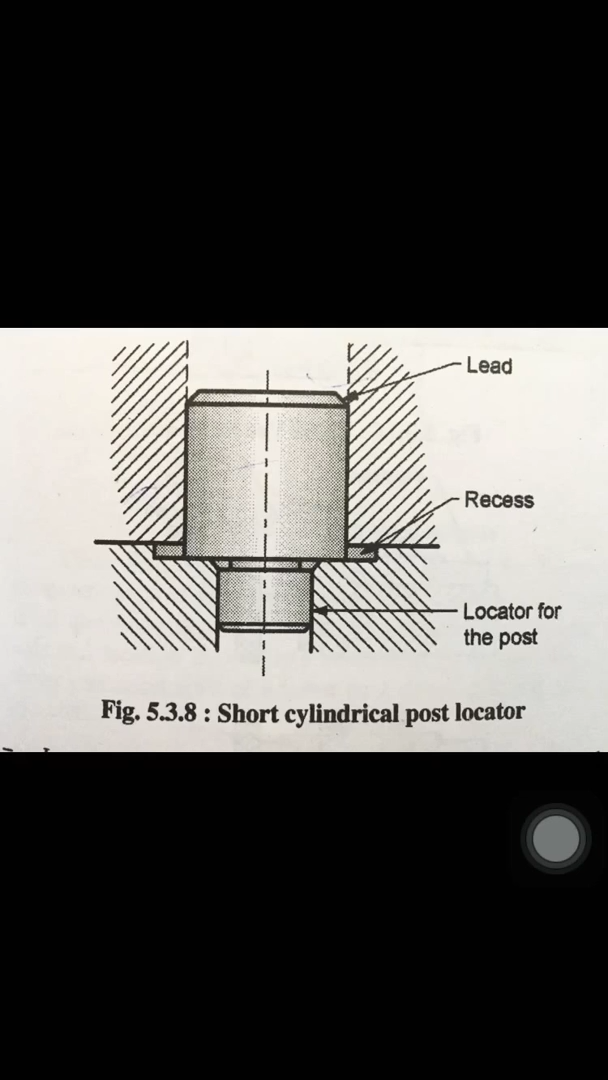 Lead
Recess
Locator for
the post
Fig. 5.3.8 : Short cylindrical post locator